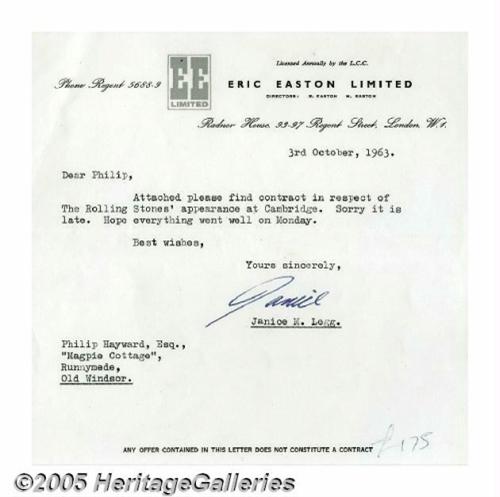 Licensed Annually by the L.C.C.
Phone Regent 5688-9
EE
LIMITED
ERIC EASTON LIMITED
DIRECTORS: E. EASTON M. EASTON
Radnor House, 93-97 Regent Street, London, W.1.
3rd October, 1963.
Dear Philip,
Attached please find contract in respect of
The Rolling Stones' appearance at Cambridge. Sorry it is
late. Hope everything went well on Monday.
Best wishes,
Yours sincerely,
Janice
Janice M. Legg.
Philip Hayward, Esq.,
"Magpie Cottage",
Runnymede,
Old Windsor.
£175
ANY OFFER CONTAINED IN THIS LETTER DOES NOT CONSTITUTE A CONTRACT
©2005 HeritageGalleries